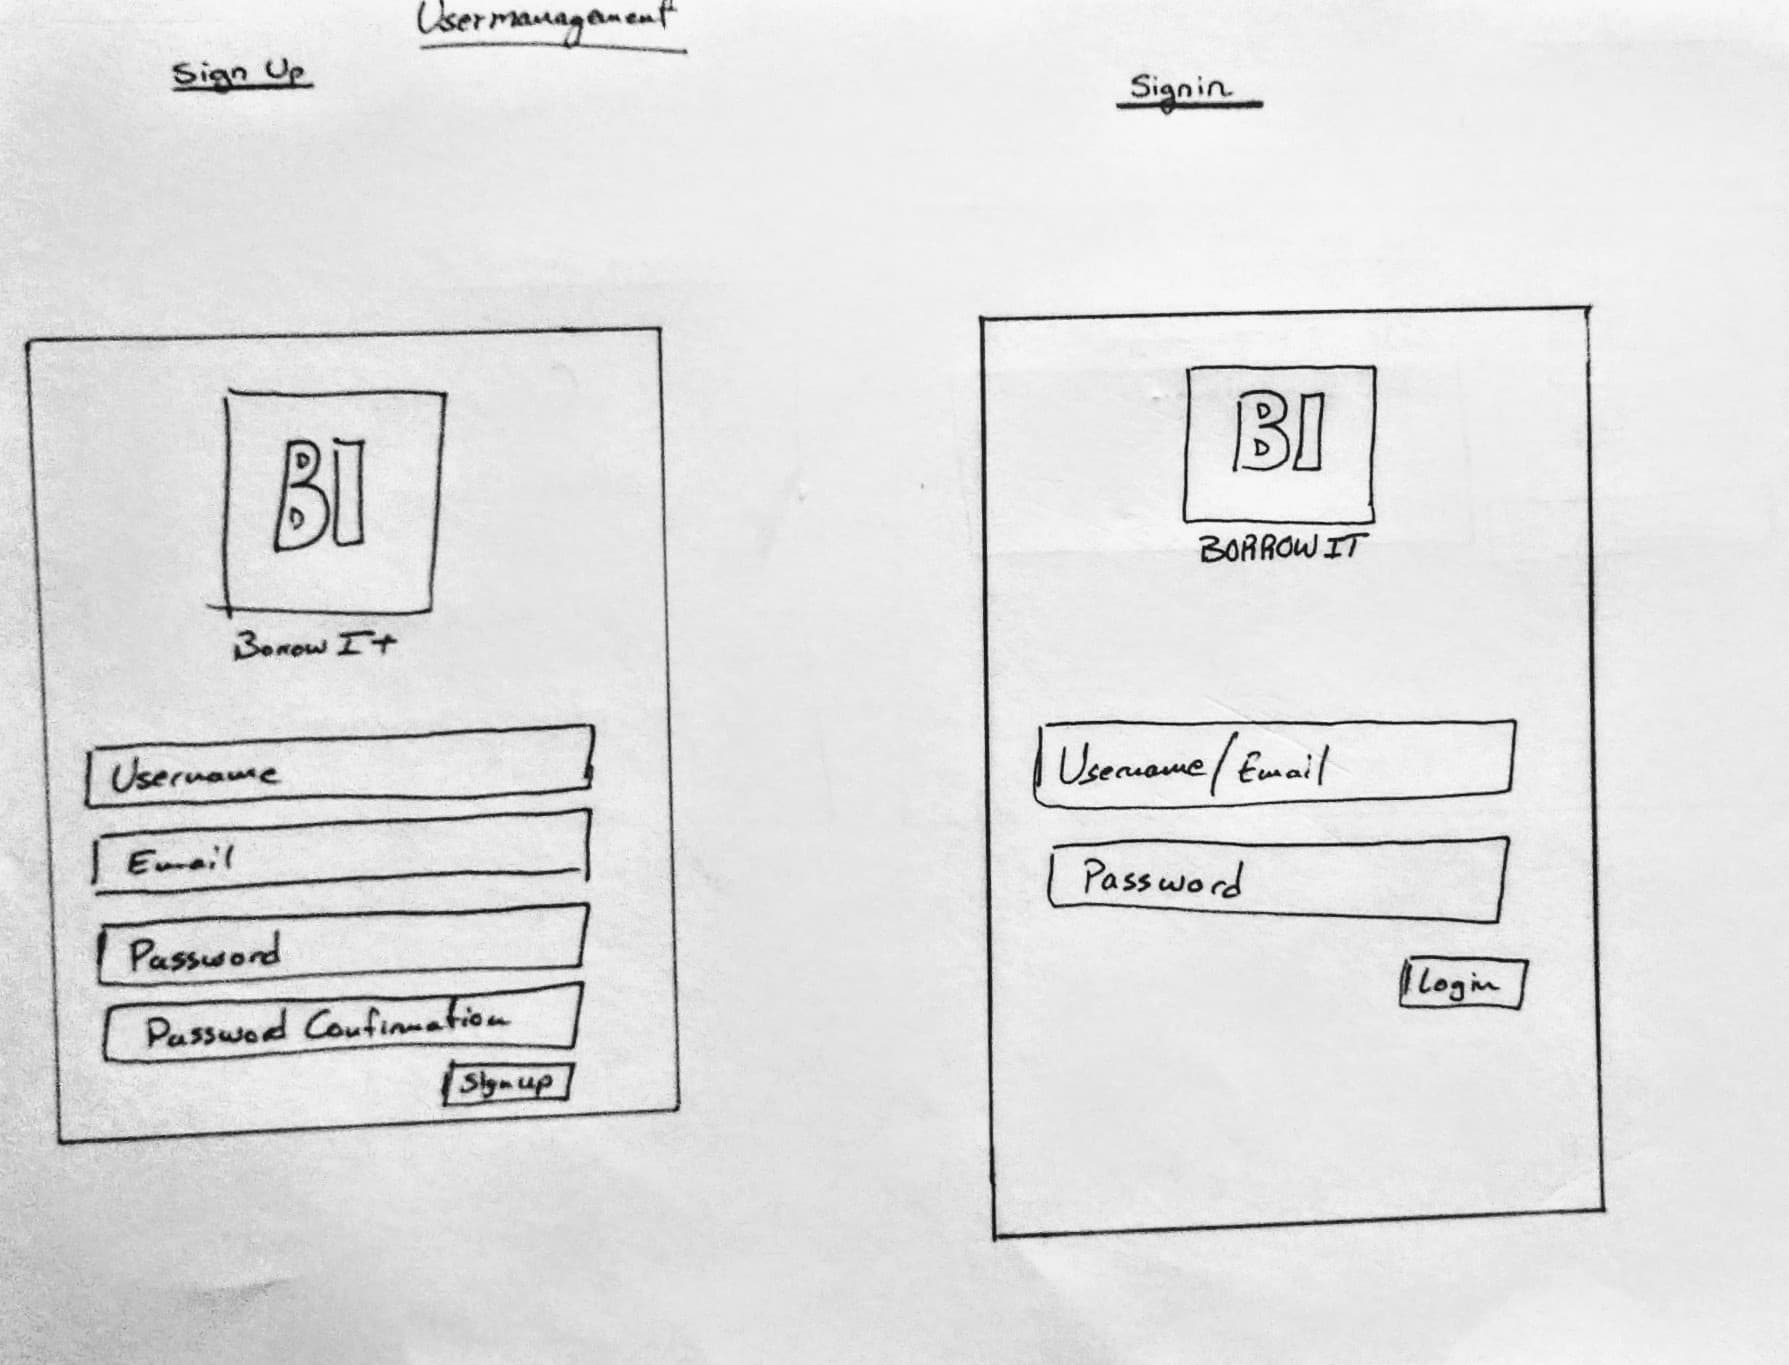 Usermanagement
Sign Up
BI
Borrow It
Username
Email
Password
Password Confirmation
Signup
Signin
BI
BORROW IT
Username/Email
Password
Login